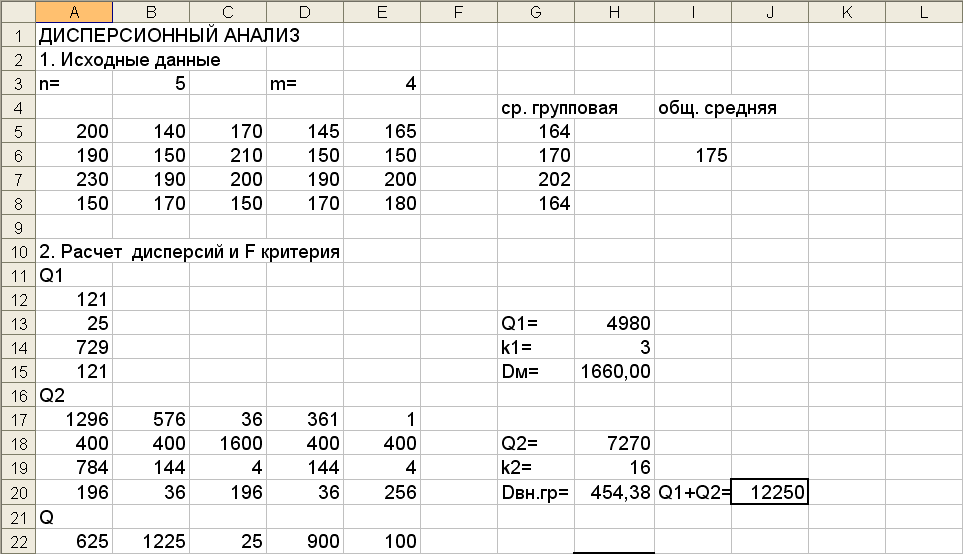 A B C D E F G H I J K L
1 ДИСПЕРСИОННЫЙ АНАЛИЗ
2 1. Исходные данные
3 n= 5 m= 4
4 ср. групповая общ. средняя
5 200 140 170 145 165 164
6 190 150 210 150 150 170 175
7 230 190 200 190 200 202
8 150 170 150 170 180 164
9
10 2. Расчет дисперсий и F критерия
11 Q1
12 121
13 25 Q1= 4980
14 729 k1= 3
15 121 Dм= 1660,00
16 Q2
17 1296 576 36 361 1
18 400 400 1600 400 400 Q2= 7270
19 784 144 4 144 4 k2= 16
20 196 36 196 36 256 Dвн.гр= 454,38 Q1+Q2= 12250
21 Q
22 625 1225 25 900 100